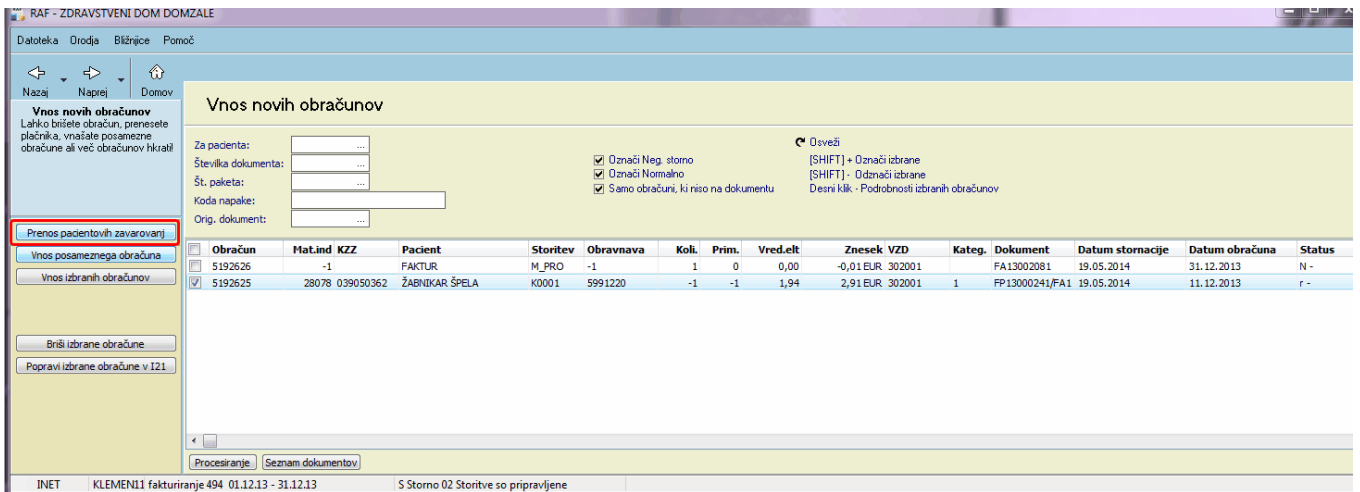 RAF - ZDRAVSTVENI DOM DOMZALE
Datoteka Orodja Bližnjice Pomoč
Nazaj Naprej Domov
Vnos novih obračunov
Lahko brišete obračun, prenesete
plačnika, vnašate posamezne
obračune ali več obračunov hkrati!
Prenos pacientovih zavarovanj
Vnos posameznega obračuna
Vnos izbranih obračunov
Briši izbrane obračune
Popravi izbrane obračune v I21
Vnos novih obračunov
Za pacienta: ...
Številka dokumenta: ...
Št. paketa: ...
Koda napake:
Orig. dokument: ...
Označi Neg. storno
Označi Normalno
Samo obračuni, ki niso na dokumentu
Osveži
[SHIFT] + Označi izbrane
[SHIFT] - Odznači izbrane
Desni klik - Podrobnosti izbranih obračunov
Obračun Mat.ind KZZ Pacient Storitev Obravnava Koli. Prim. Vred.elt Znesek VZD Kateg. Dokument Datum stornacije Datum obračuna Status
5192626 -1 FAKTUR M_PRO -1 1 0 0,00 -0,01 EUR 302001 FA13002081 19.05.2014 31.12.2013 N -
5192625 28078 039050362 ŽABNIKAR ŠPELA K0001 5991220 -1 -1 1,94 2,91 EUR 302001 1 FP13000241/FA1 19.05.2014 11.12.2013 r -
Procesiranje Seznam dokumentov
INET KLEMEN11 fakturiranje 494 01.12.13 - 31.12.13 S Storno 02 Storitve so pripravljene